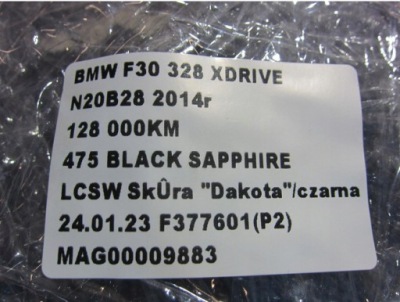 BMW F30 328 XDRIVE
N20B28 2014r
128 000KM
475 BLACK SAPPHIRE
LCSW SkÛra "Dakota"/czarna
24.01.23 F377601(P2)
MAG00009883